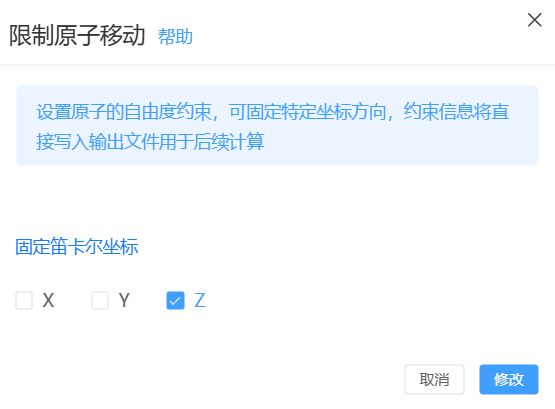 限制原子移动 帮助
设置原子的自由度约束，可固定特定坐标方向，约束信息将直
接写入输出文件用于后续计算
固定笛卡尔坐标
X Y Z
取消 修改